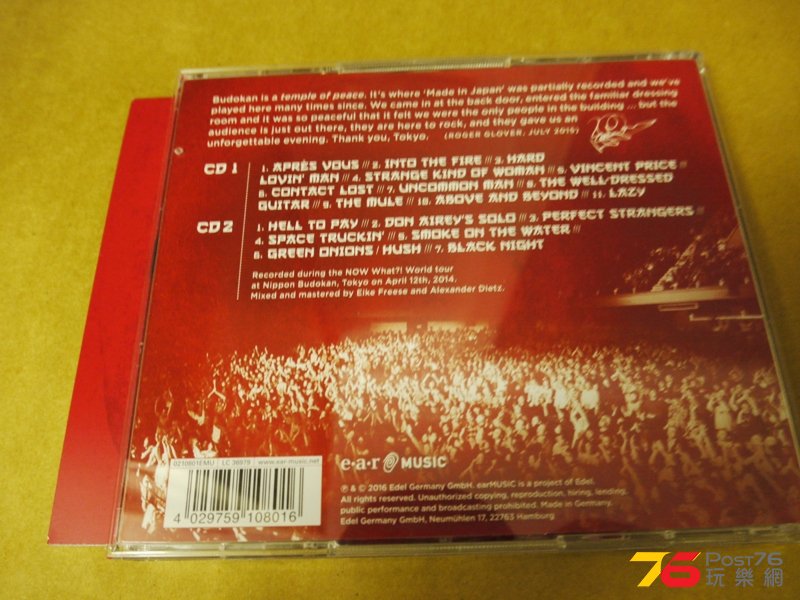 Budokan is a temple of peace. It's where 'Made in Japan' was partially recorded and we've
played here many times since. We came in at the back door, entered the familiar dressing
room and it was so peaceful that it felt we were the only people in the building ... but the
audience is just out there, they are here to rock, and they gave us an
unforgettable evening. Thank you, Tokyo. (ROGER GLOVER, JULY 2015)
CD 1 1. APRÈS VOUS /// 2. INTO THE FIRE /// 3. HARD
LOVIN' MAN /// 4. STRANGE KIND OF WOMAN /// 5. VINCENT PRICE ///
6. CONTACT LOST /// 7. UNCOMMON MAN /// 8. THE WELL-DRESSED
GUITAR /// 9. THE MULE /// 10. ABOVE AND BEYOND /// 11. LAZY
CD 2 1. HELL TO PAY /// 2. DON AIREY'S SOLO /// 3. PERFECT STRANGERS ///
4. SPACE TRUCKIN' /// 5. SMOKE ON THE WATER ///
6. GREEN ONIONS / HUSH /// 7. BLACK NIGHT
Recorded during the NOW What?! World tour
at Nippon Budokan, Tokyo on April 12th, 2014.
Mixed and mastered by Eike Freese and Alexander Dietz.
0210801EMU LC 36975 www.ear-music.net
4 029759 108016
e·a·r MUSIC
℗ & © 2016 Edel Germany GmbH. earMUSIC is a project of Edel.
All rights reserved. Unauthorized copying, reproduction, hiring, lending,
public performance and broadcasting prohibited. Made in Germany.
Edel Germany GmbH, Neumühlen 17, 22763 Hamburg
76 POST76
玩樂網